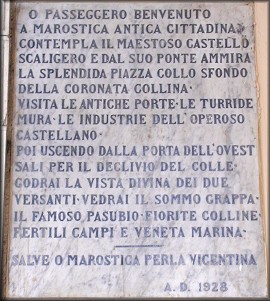 O PASSEGGERO BENVENUTO
A MAROSTICA ANTICA CITTADINA
CONTEMPLA IL MAESTOSO CASTELLO
SCALIGERO E DAL SUO PONTE AMMIRA
LA SPLENDIDA PIAZZA COLLO SFONDO
DELLA CORONATA COLLINA·
VISITA LE ANTICHE PORTE·LE TURRIDE
MURA·LE INDUSTRIE DELL'OPEROSO
CASTELLANO·
POI USCENDO DALLA PORTA DELL'OVEST
SALI PER IL DECLIVIO DEL COLLE·
GODRAI LA VISTA DIVINA DEI DUE
VERSANTI·VEDRAI IL SOMMO GRAPPA·
IL FAMOSO PASUBIO·FIORITE COLLINE·
FERTILI CAMPI E VENETA MARINA·
SALVE O MAROSTICA PERLA VICENTINA
A.D. 1928